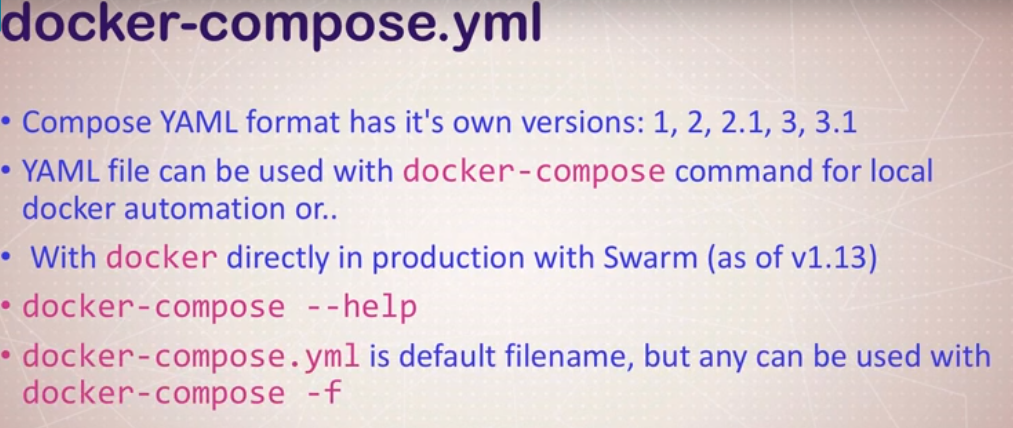 docker-compose.yml
• Compose YAML format has it's own versions: 1, 2, 2.1, 3, 3.1
• YAML file can be used with docker-compose command for local
docker automation or..
• With docker directly in production with Swarm (as of v1.13)
• docker-compose --help
• docker-compose.yml is default filename, but any can be used with
docker-compose -f